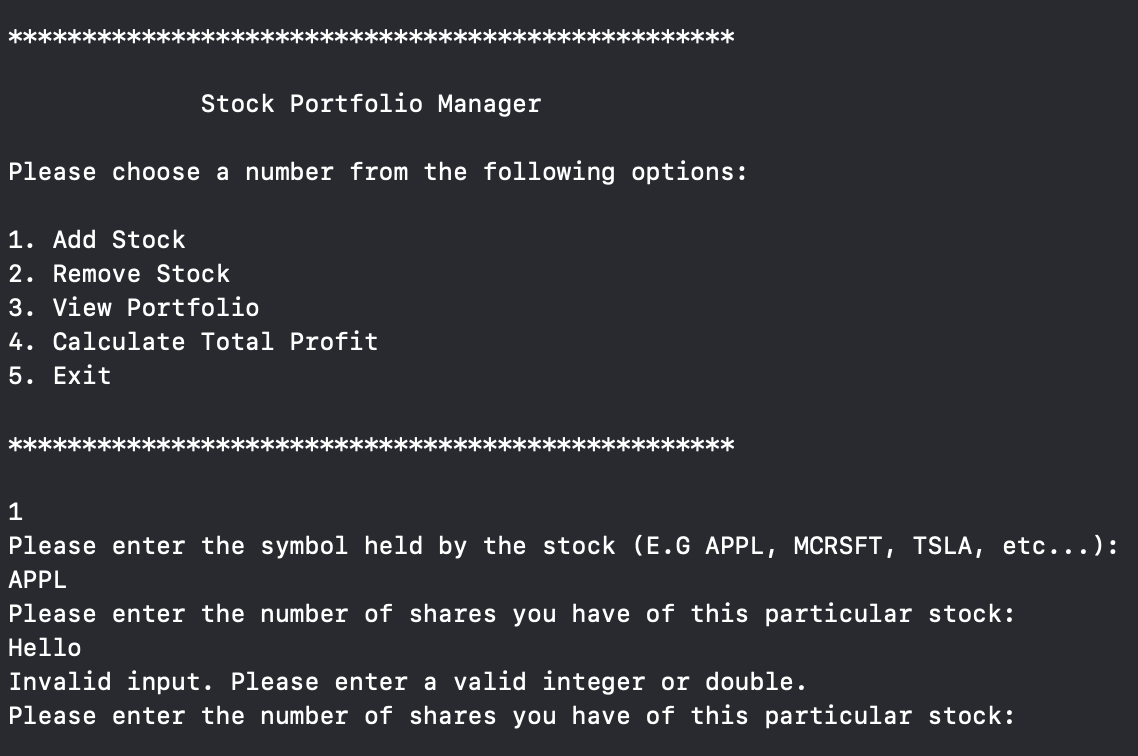 *************************************************
Stock Portfolio Manager
Please choose a number from the following options:
1. Add Stock
2. Remove Stock
3. View Portfolio
4. Calculate Total Profit
5. Exit
*************************************************
1
Please enter the symbol held by the stock (E.G APPL, MCRSFT, TSLA, etc...):
APPL
Please enter the number of shares you have of this particular stock:
Hello
Invalid input. Please enter a valid integer or double.
Please enter the number of shares you have of this particular stock: